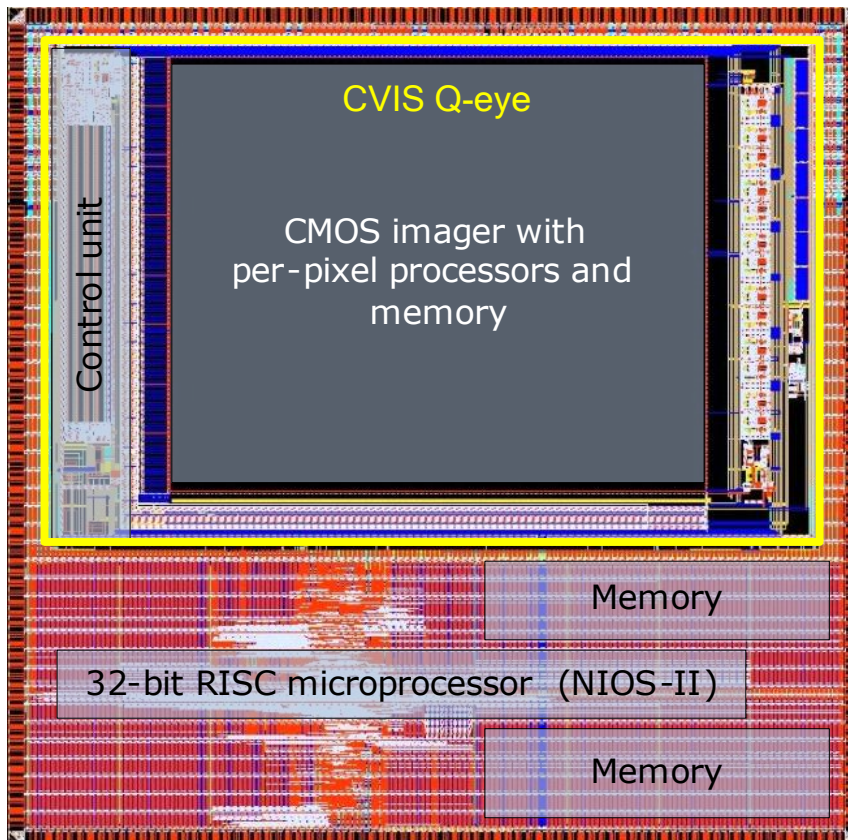 CVIS Q-eye
Control unit
CMOS imager with
per-pixel processors and
memory
Memory
32-bit RISC microprocessor (NIOS-II)
Memory